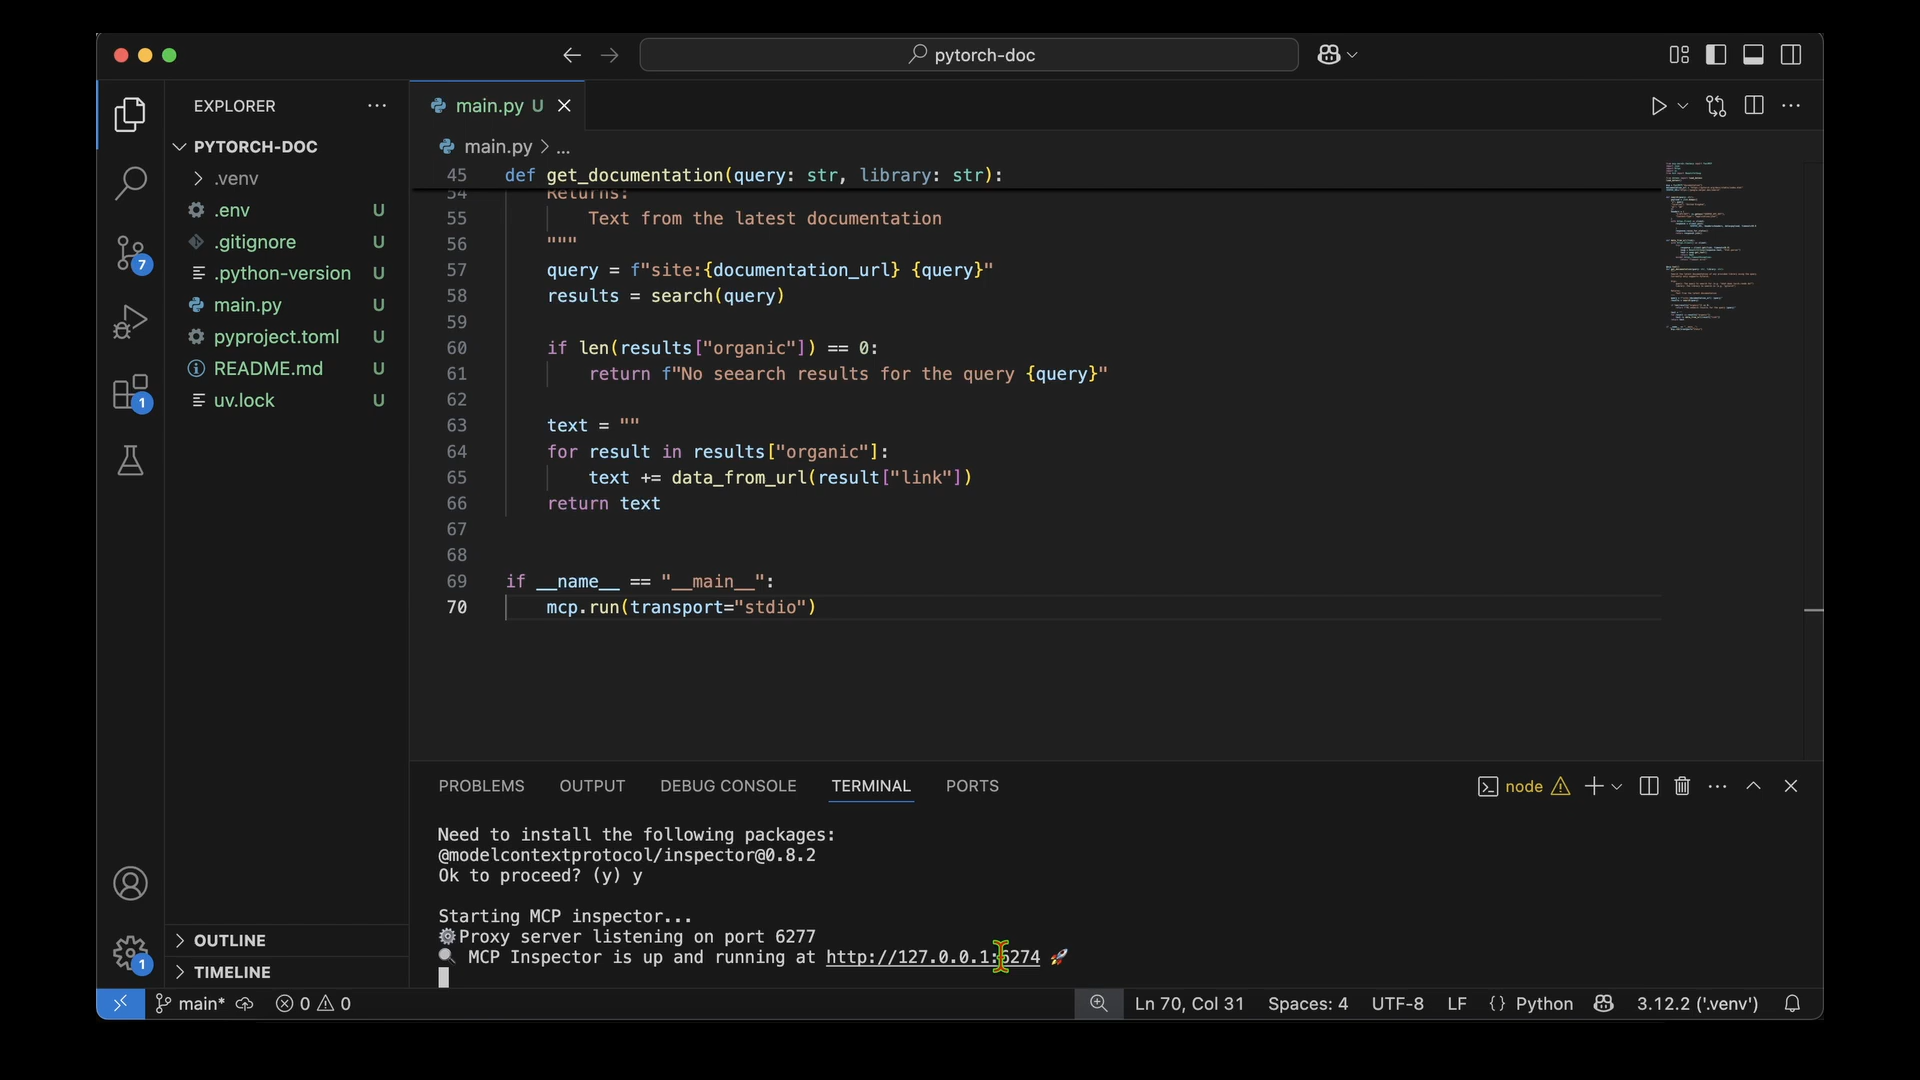 pytorch-doc
EXPLORER
PYTORCH-DOC
.venv
.env U
.gitignore U
.python-version U
main.py U
pyproject.toml U
README.md U
uv.lock U
OUTLINE
TIMELINE
7
1
1
main.py U
main.py > ...
45 def get_documentation(query: str, library: str):
54 Returns:
55 Text from the latest documentation
56 """
57 query = f"site:{documentation_url} {query}"
58 results = search(query)
59
60 if len(results["organic"]) == 0:
61 return f"No seearch results for the query {query}"
62
63 text = ""
64 for result in results["organic"]:
65 text += data_from_url(result["link"])
66 return text
67
68
69 if __name__ == "__main__":
70 mcp.run(transport="stdio")
PROBLEMS OUTPUT DEBUG CONSOLE TERMINAL PORTS
node
Need to install the following packages:
@modelcontextprotocol/inspector@0.8.2
Ok to proceed? (y) y
Starting MCP inspector...
⚙️Proxy server listening on port 6277
🔍 MCP Inspector is up and running at http://127.0.0.1:6274 🚀
main* 0 0 Ln 70, Col 31 Spaces: 4 UTF-8 LF {} Python 3.12.2 ('.venv')